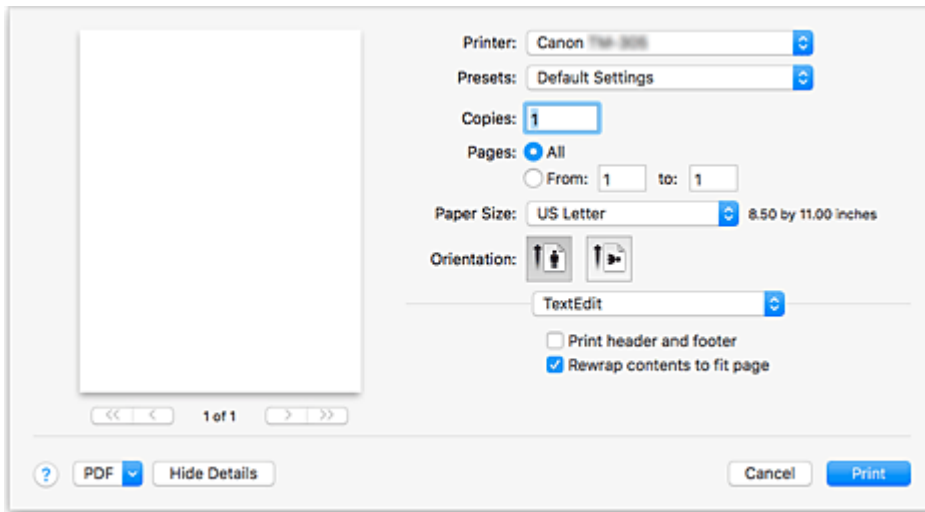 Printer: Canon
Presets: Default Settings
Copies: 1
Pages: All
From: 1 to: 1
Paper Size: US Letter 8.50 by 11.00 inches
Orientation:
TextEdit
Print header and footer
Rewrap contents to fit page
<< < 1 of 1 > >>
? PDF Hide Details Cancel Print